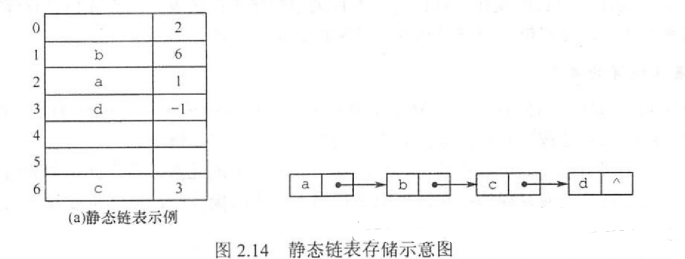 0 2
1 b 6
2 a 1
3 d -1
4
5
6 c 3
a b c d ^
(a)静态链表示例
图 2.14 静态链表存储示意图